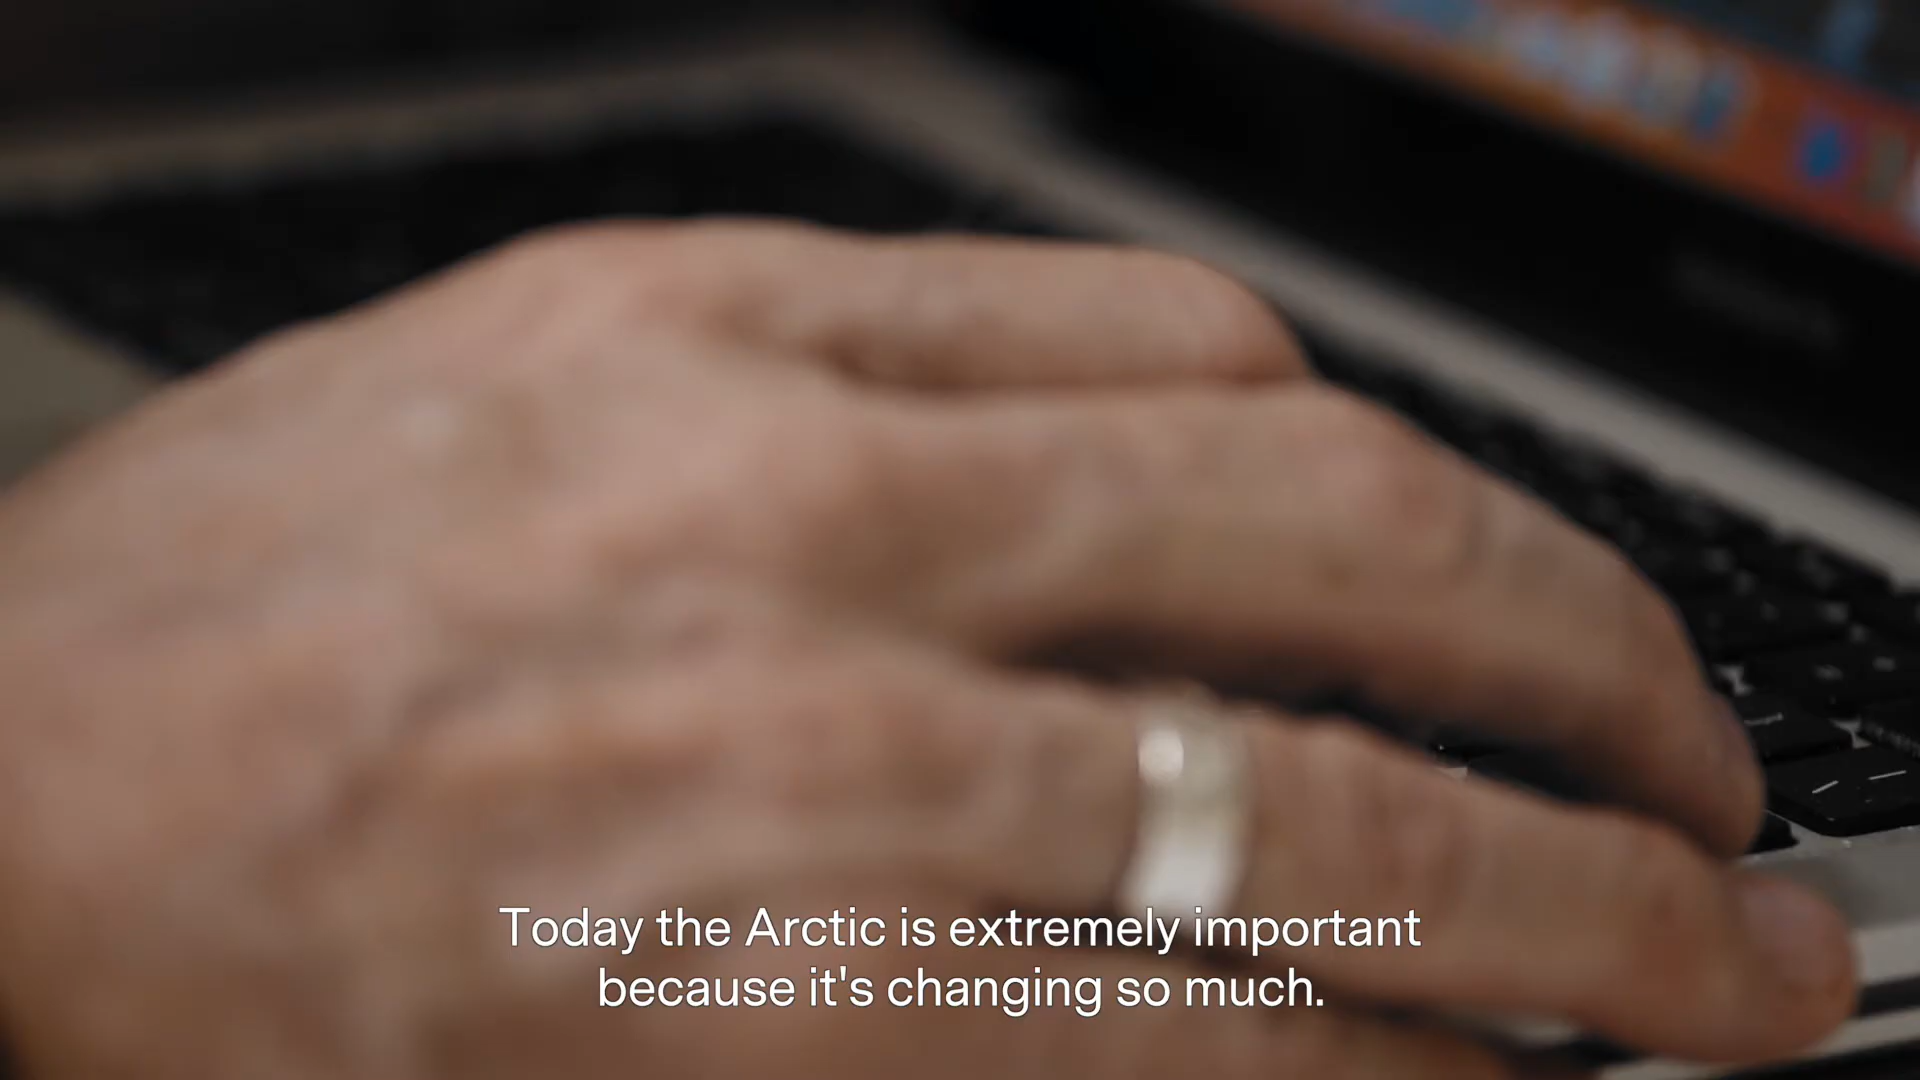 Today the Arctic is extremely important
because it's changing so much.